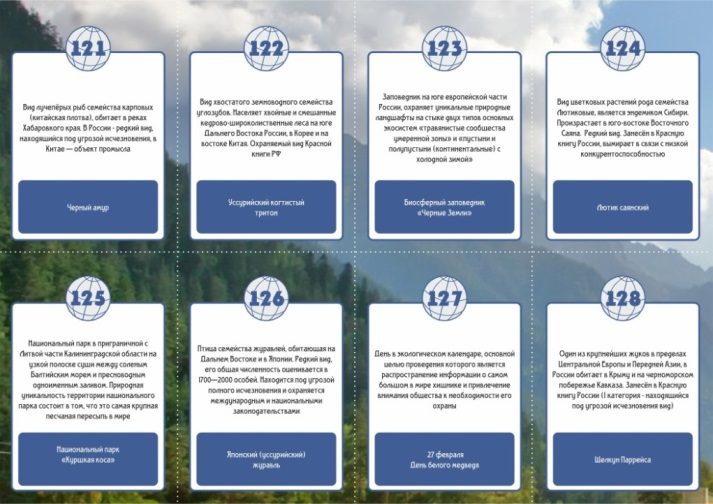 121
Вид лучепёрых рыб семейства карповых
(китайская плотва), обитает в реках
Хабаровского края. В России - редкий вид,
находящийся под угрозой исчезновения, в
Китае — объект промысла
Черный амур
122
Вид хвостатого земноводного семейства
углозубов. Населяет хвойные и смешанные
кедрово-широколиственные леса на юге
Дальнего Востока России, в Корее и на
востоке Китая. Охраняемый вид Красной
книги РФ
Уссурийский когтистый
тритон
123
Заповедник на юге европейской части
России, охраняет уникальные природные
ландшафты на стыке двух типов основных
экосистем «травянистые сообщества
умеренной зоны» и «пустыни и
полупустыни (континентальные) с
холодной зимой»
Биосферный заповедник
«Черные Земли»
124
Вид цветковых растений рода семейства
Лютиковые, является эндемиком Сибири.
Произрастает в юго-востоке Восточного
Саяна. Редкий вид. Занесён в Красную
книгу России, вымирает в связи с низкой
конкурентоспособностью
Лютик саянский
125
Национальный парк в приграничной с
Литвой части Калининградской области на
узкой полоске суши между соленым
Балтийским морем и пресноводным
одноименным заливом. Природная
уникальность территории национального
парка состоит в том, что это самая крупная
песчаная пересыпь в мире
Национальный парк
«Куршская коса»
126
Птица семейства журавлей, обитающая на
Дальнем Востоке и в Японии. Редкий вид,
его общая численность оценивается в
1700—2000 особей. Находится под угрозой
полного исчезновения и охраняется
международным и национальными
законодательствами
Японский (уссурийский)
журавль
127
День в экологическом календаре, основной
целью проведения которого является
распространение информации о самом
большом в мире хищнике и привлечение
внимания общества к необходимости его
охраны
27 февраля
День белого медведя
128
Один из крупнейших жуков в пределах
Центральной Европы и Передней Азии, в
России обитает в Крыму и на черноморском
побережье Кавказа. Занесён в Красную
книгу России (I категория - находящийся
под угрозой исчезновения вид)
Щелкун Паррейса